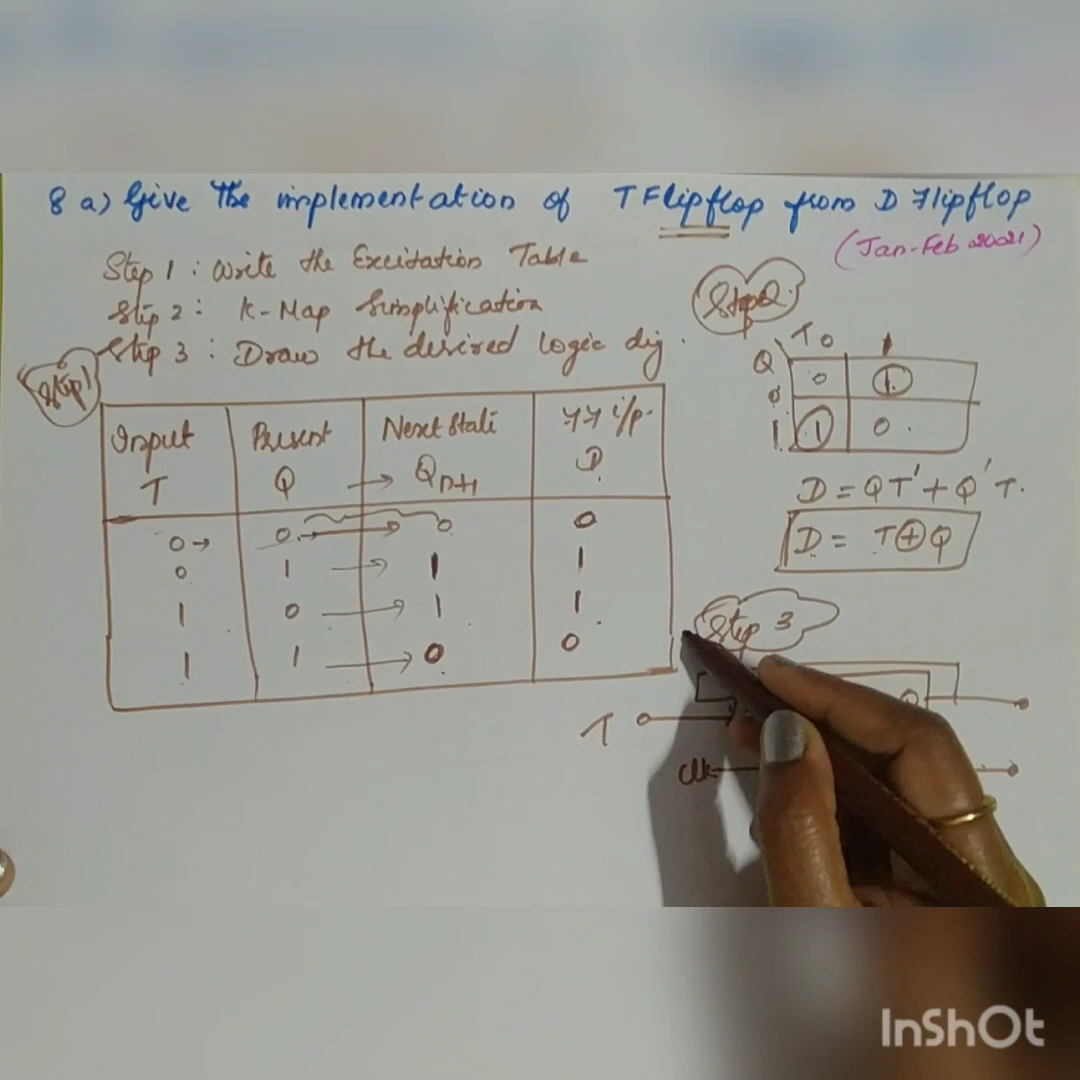 8 a) Give the implementation of T Flipflop from D Flipflop
(Jan-Feb 2021)
Step 1 : Write the Excitation Table
Step 2 : K-Map Simplification
Step 3 : Draw the desired logic dig.
Step 1
Input Present Next State FF i/p.
T Q → Qn+1 D
0 → 0 → 0 0
0 1 → 1 1
1 0 → 1 1
1 1 → 0 0
Step 2.
T 0 1
Q
0 0 1
1 1 0
D = QT' + Q'T.
D = T⊕Q
Step 3
T
Clk
InShOt